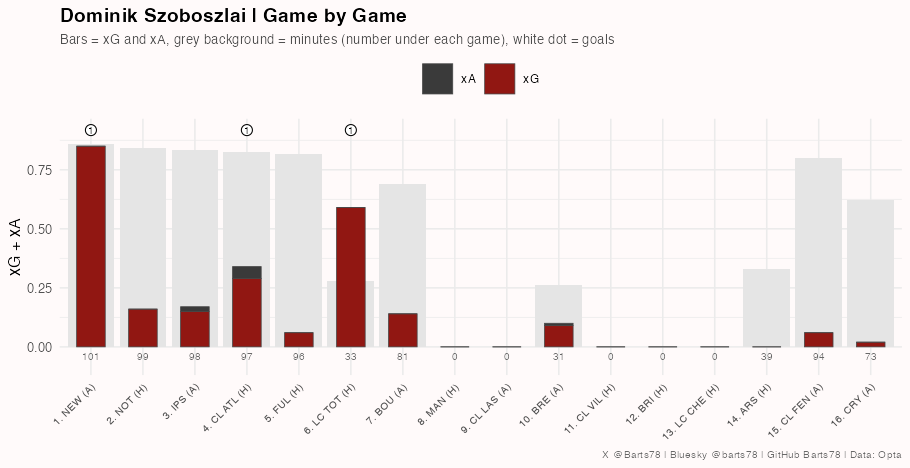 Dominik Szoboszlai | Game by Game
Bars = xG and xA, grey background = minutes (number under each game), white dot = goals
xA xG
1 1 1
xG + xA
0.75
0.50
0.25
0.00
101 99 98 97 96 33 81 0 0 31 0 0 0 39 94 73
1. NEW (A)
2. NOT (H)
3. IPS (A)
4. CL ATL (H)
5. FUL (H)
6. LC TOT (H)
7. BOU (A)
8. MAN (H)
9. CL LAS (A)
10. BRE (A)
11. CL VIL (H)
12. BRI (H)
13. LC CHE (H)
14. ARS (H)
15. CL FEN (A)
16. CRY (A)
X @Barts78 | Bluesky @barts78 | GitHub Barts78 | Data: Opta